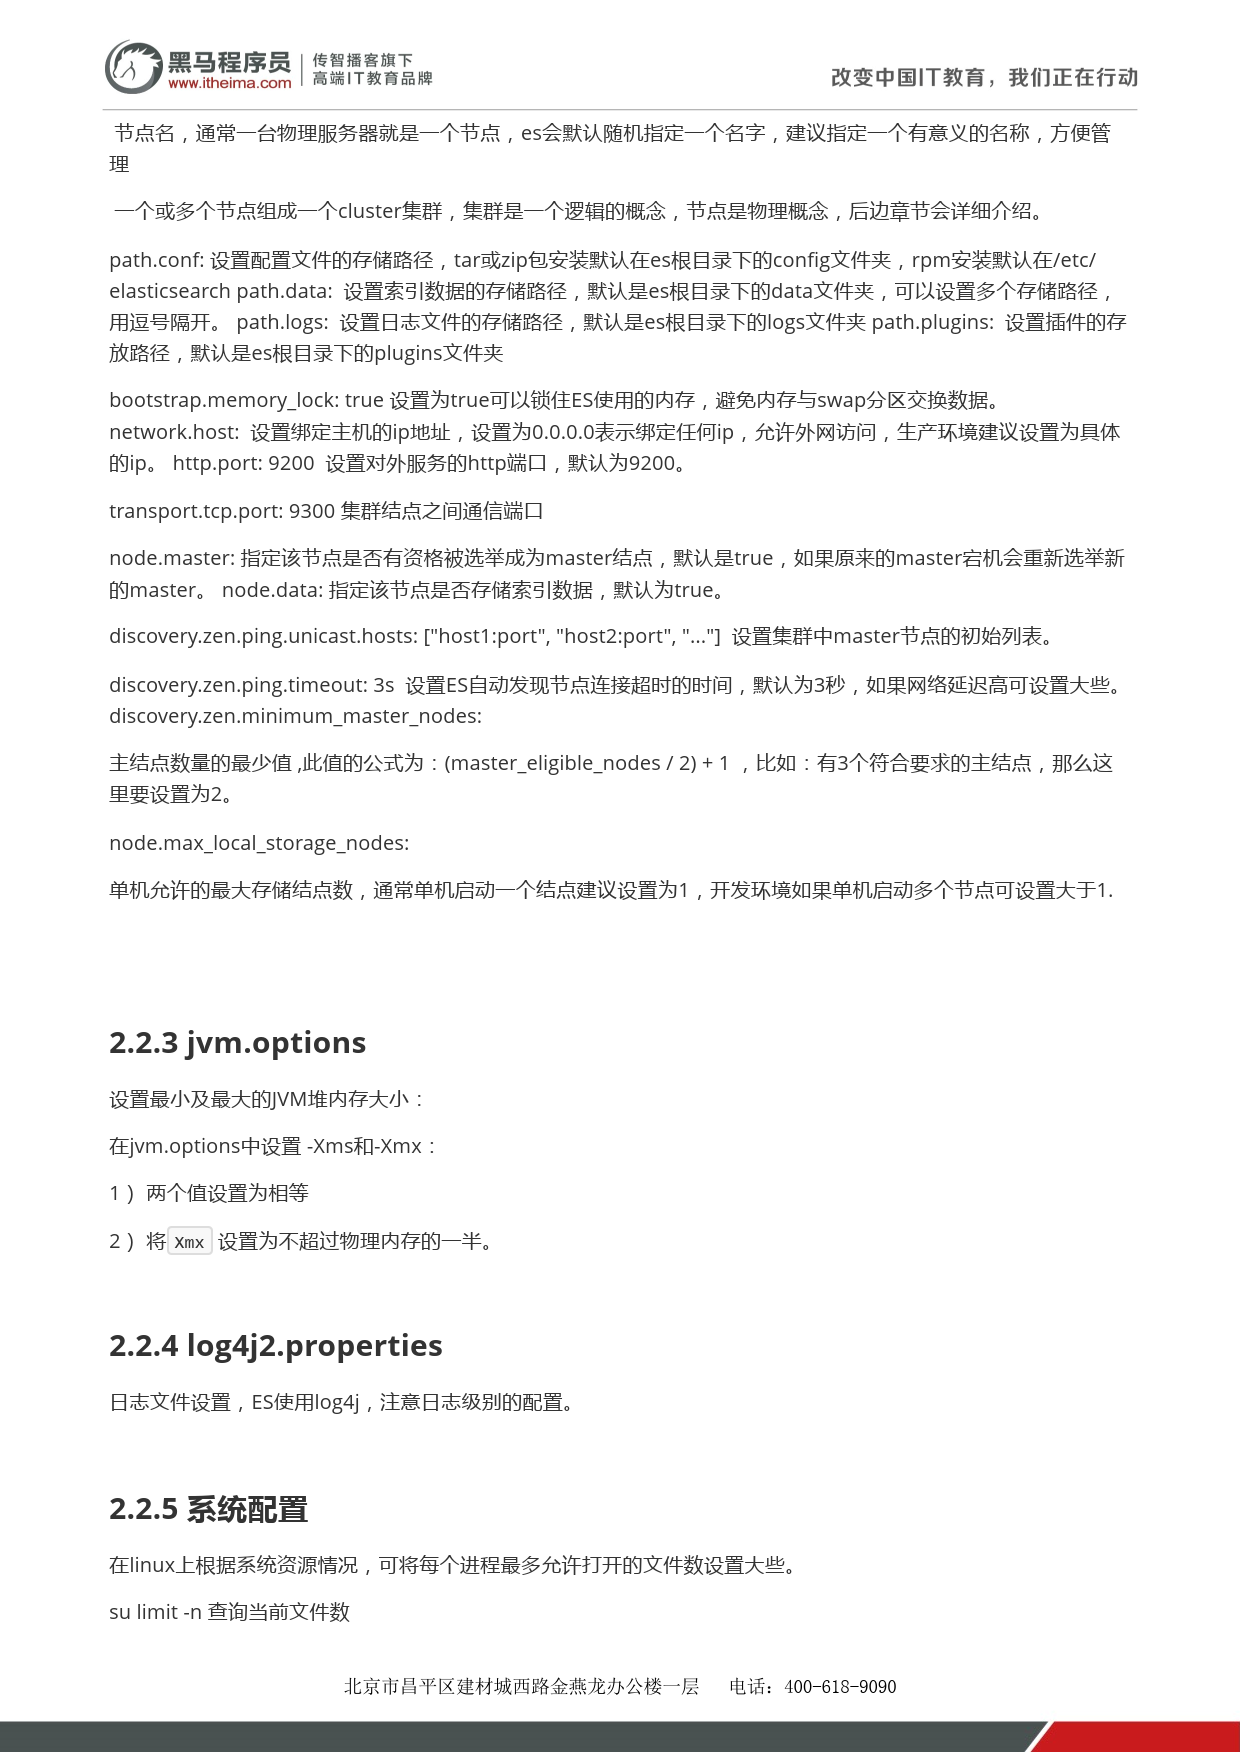 黑马程序员
www.itheima.com
传智播客旗下
高端IT教育品牌
改变中国IT教育，我们正在行动
节点名，通常一台物理服务器就是一个节点，es会默认随机指定一个名字，建议指定一个有意义的名称，方便管
理
一个或多个节点组成一个cluster集群，集群是一个逻辑的概念，节点是物理概念，后边章节会详细介绍。
path.conf: 设置配置文件的存储路径，tar或zip包安装默认在es根目录下的config文件夹，rpm安装默认在/etc/
elasticsearch path.data: 设置索引数据的存储路径，默认是es根目录下的data文件夹，可以设置多个存储路径，
用逗号隔开。 path.logs: 设置日志文件的存储路径，默认是es根目录下的logs文件夹 path.plugins: 设置插件的存
放路径，默认是es根目录下的plugins文件夹
bootstrap.memory_lock: true 设置为true可以锁住ES使用的内存，避免内存与swap分区交换数据。
network.host: 设置绑定主机的ip地址，设置为0.0.0.0表示绑定任何ip，允许外网访问，生产环境建议设置为具体
的ip。 http.port: 9200 设置对外服务的http端口，默认为9200。
transport.tcp.port: 9300 集群结点之间通信端口
node.master: 指定该节点是否有资格被选举成为master结点，默认是true，如果原来的master宕机会重新选举新
的master。 node.data: 指定该节点是否存储索引数据，默认为true。
discovery.zen.ping.unicast.hosts: ["host1:port", "host2:port", "..."] 设置集群中master节点的初始列表。
discovery.zen.ping.timeout: 3s 设置ES自动发现节点连接超时的时间，默认为3秒，如果网络延迟高可设置大些。
discovery.zen.minimum_master_nodes:
主结点数量的最少值 ,此值的公式为：(master_eligible_nodes / 2) + 1 ，比如：有3个符合要求的主结点，那么这
里要设置为2。
node.max_local_storage_nodes:
单机允许的最大存储结点数，通常单机启动一个结点建议设置为1，开发环境如果单机启动多个节点可设置大于1.
2.2.3 jvm.options
设置最小及最大的JVM堆内存大小：
在jvm.options中设置 -Xms和-Xmx：
1） 两个值设置为相等
2） 将 Xmx 设置为不超过物理内存的一半。
2.2.4 log4j2.properties
日志文件设置，ES使用log4j，注意日志级别的配置。
2.2.5 系统配置
在linux上根据系统资源情况，可将每个进程最多允许打开的文件数设置大些。
su limit -n 查询当前文件数
北京市昌平区建材城西路金燕龙办公楼一层 电话：400-618-9090